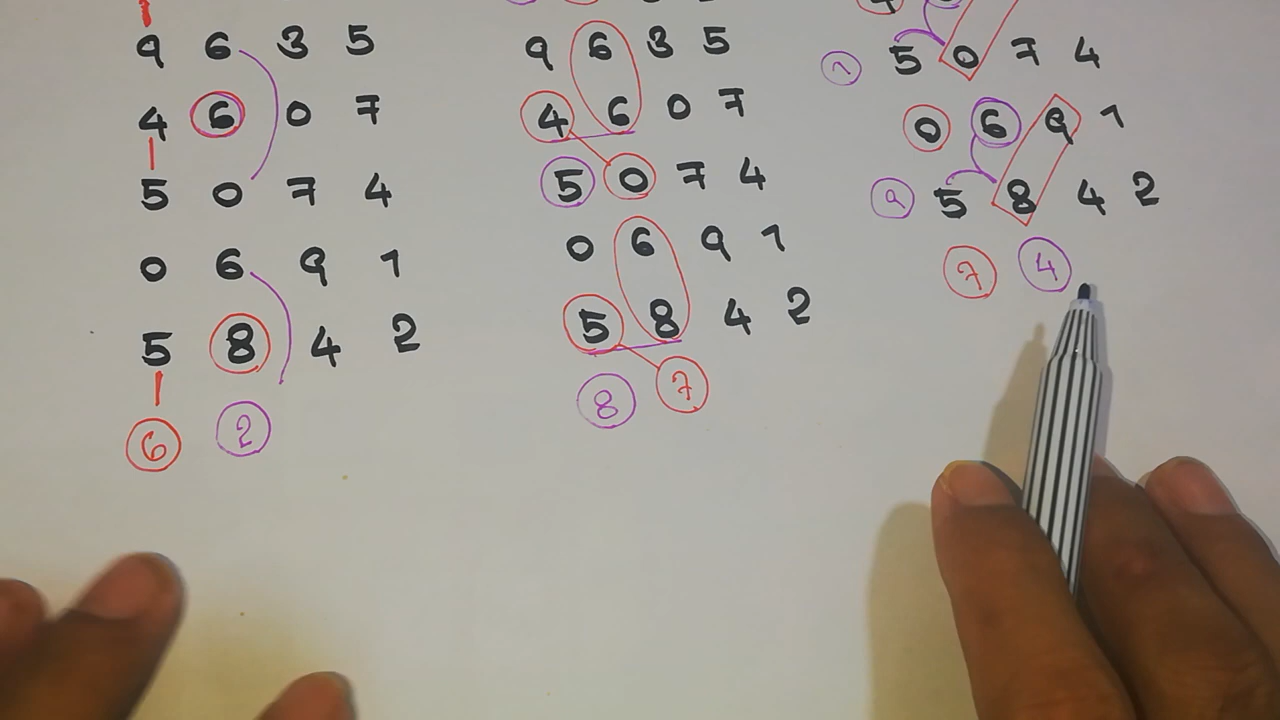 9 6 3 5
4 6 0 7
5 0 7 4
0 6 9 1
5 8 4 2
6 2
9 6 3 5
4 6 0 7
5 0 7 4
0 6 9 1
5 8 4 2
8 7
1 5 0 7 4
0 6 9 1
9 5 8 4 2
7 4